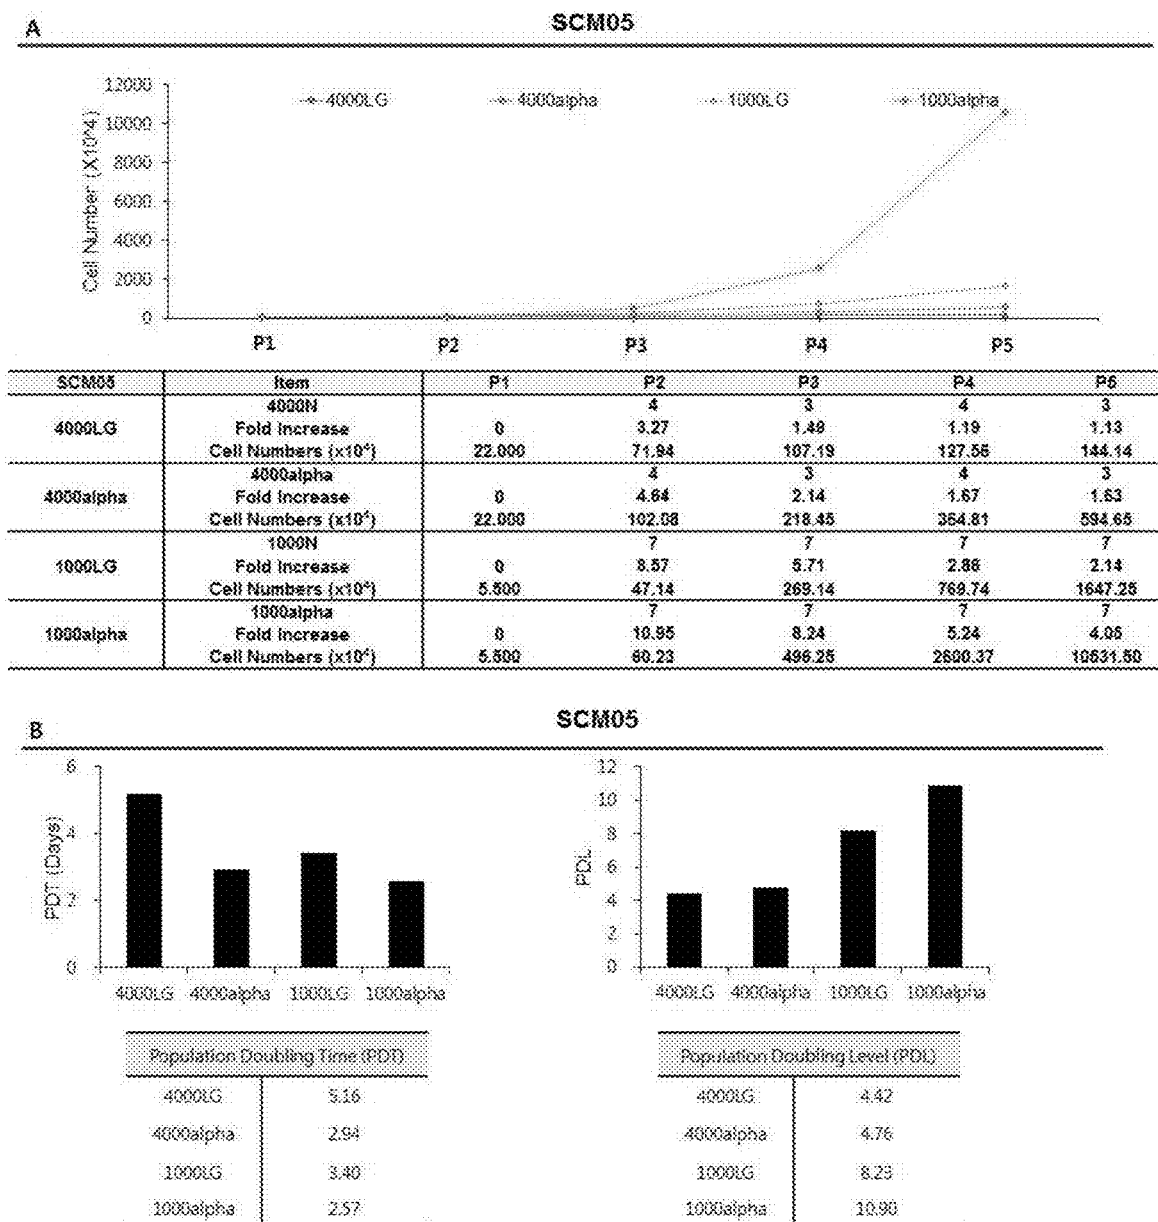 A
SCM05
12000
10000
8000
6000
4000
2000
0
Cell Number (X10^4)
4000LG 4000alpha 1000LG 1000alpha
P1 P2 P3 P4 P5
SCM05 Item P1 P2 P3 P4 P5
4000LG
4000N 4 3 4 3
Fold Increase 0 3.27 1.49 1.19 1.13
Cell Numbers (x10⁴) 22.000 71.94 107.19 127.56 144.14
4000alpha
4000alpha 4 3 4 3
Fold Increase 0 4.64 2.14 1.67 1.63
Cell Numbers (x10⁴) 22.000 102.08 218.45 364.81 594.65
1000LG
1000N 7 7 7 7
Fold Increase 0 8.57 5.71 2.86 2.14
Cell Numbers (x10⁴) 5.500 47.14 269.14 769.74 1647.25
1000alpha
1000alpha 7 7 7 7
Fold Increase 0 10.95 8.24 5.24 4.05
Cell Numbers (x10⁴) 5.500 60.23 496.25 2600.37 10531.50
B
SCM05
6
4
2
0
PDT (Days)
4000LG 4000alpha 1000LG 1000alpha
12
10
8
6
4
2
0
PDL
4000LG 4000alpha 1000LG 1000alpha
Population Doubling Time (PDT)
4000LG 5.16
4000alpha 2.94
1000LG 3.40
1000alpha 2.57
Population Doubling Level (PDL)
4000LG 4.42
4000alpha 4.76
1000LG 8.23
1000alpha 10.90